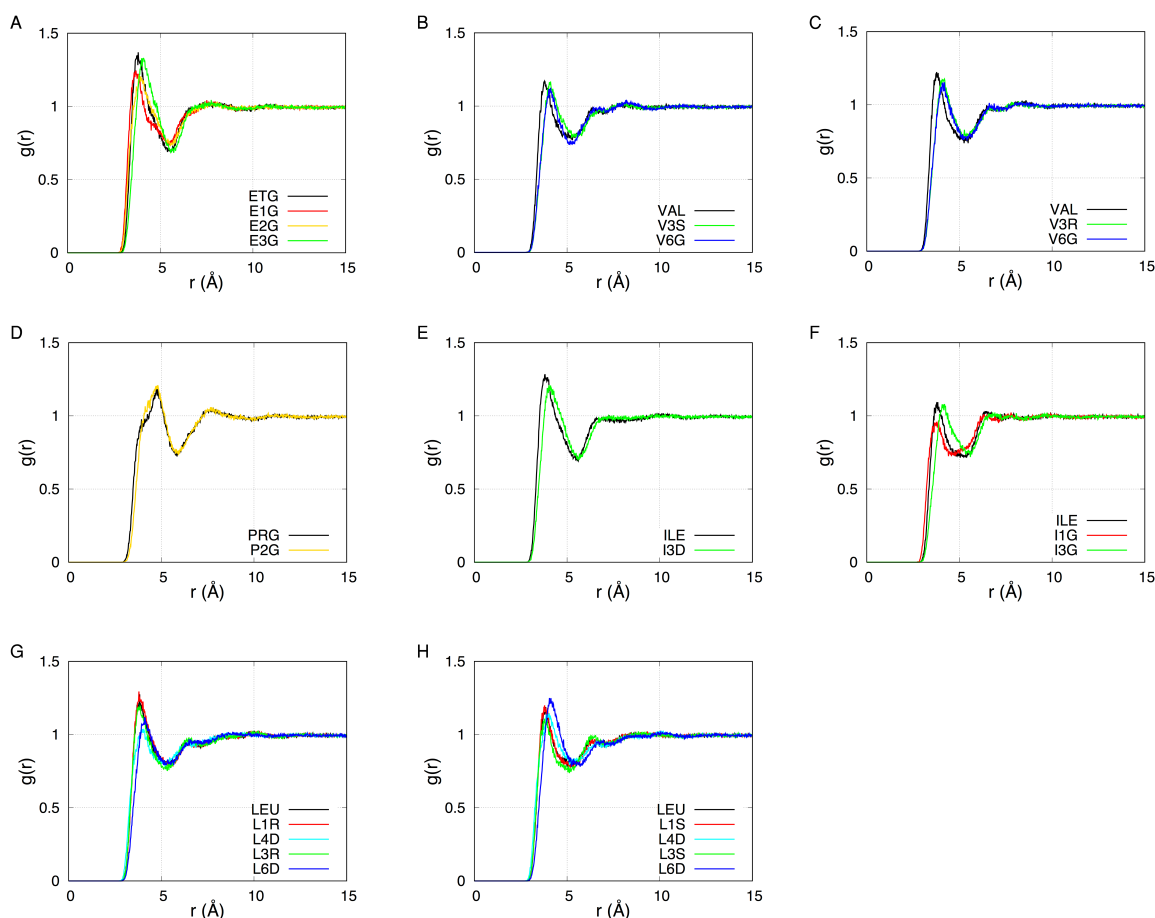 A
1.5
1
0.5
0
g(r)
0 5 10 15
r (Å)
ETG
E1G
E2G
E3G
B
1.5
1
0.5
0
g(r)
0 5 10 15
r (Å)
VAL
V3S
V6G
C
1.5
1
0.5
0
g(r)
0 5 10 15
r (Å)
VAL
V3R
V6G
D
1.5
1
0.5
0
g(r)
0 5 10 15
r (Å)
PRG
P2G
E
1.5
1
0.5
0
g(r)
0 5 10 15
r (Å)
ILE
I3D
F
1.5
1
0.5
0
g(r)
0 5 10 15
r (Å)
ILE
I1G
I3G
G
1.5
1
0.5
0
g(r)
0 5 10 15
r (Å)
LEU
L1R
L4D
L3R
L6D
H
1.5
1
0.5
0
g(r)
0 5 10 15
r (Å)
LEU
L1S
L4D
L3S
L6D